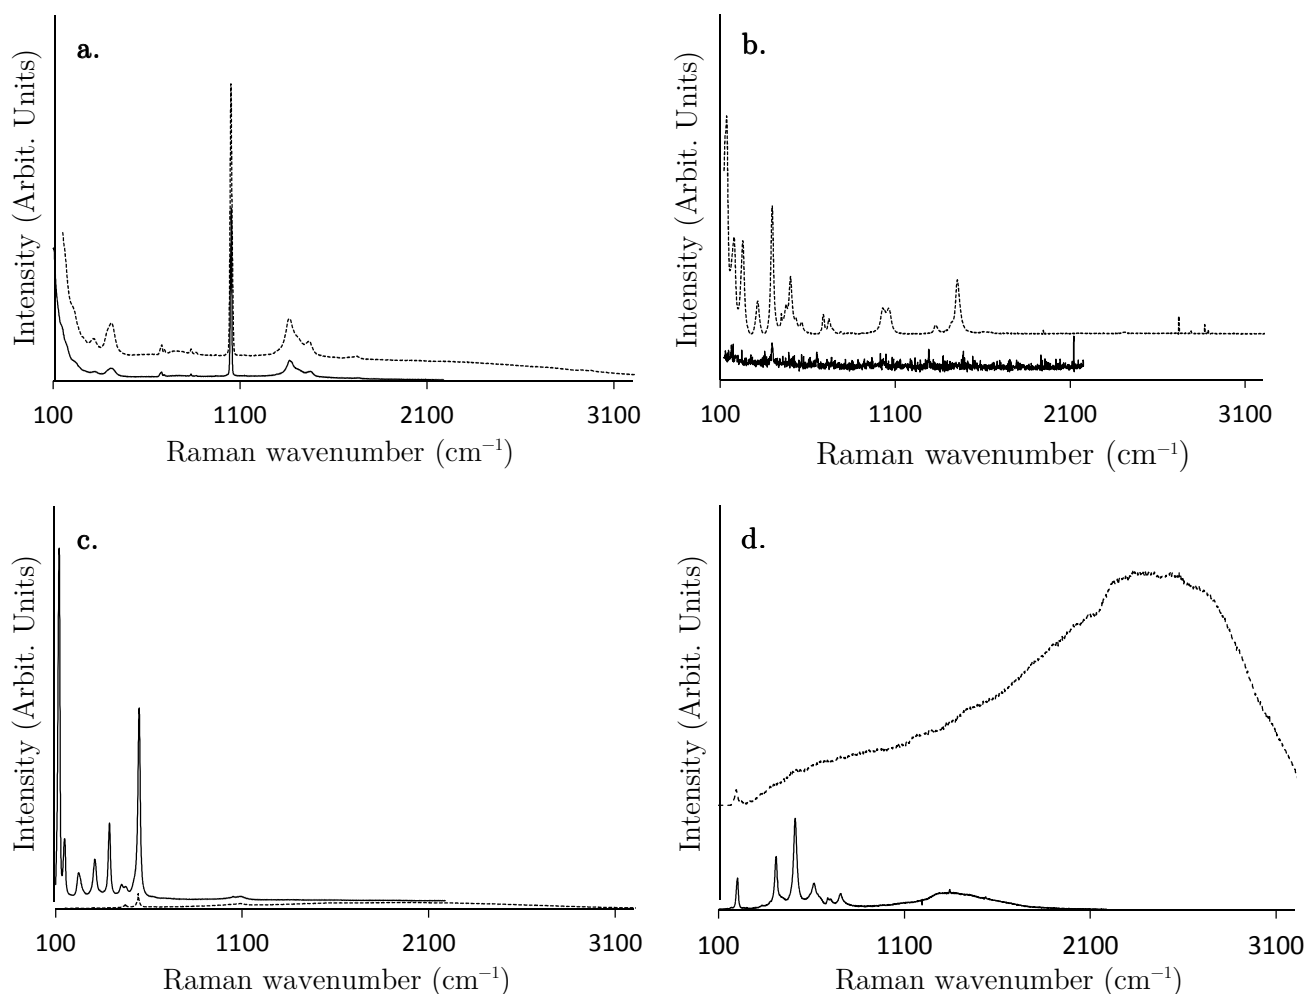 a.
Intensity (Arbit. Units)
100 1100 2100 3100
Raman wavenumber (cm⁻¹)
b.
Intensity (Arbit. Units)
100 1100 2100 3100
Raman wavenumber (cm⁻¹)
c.
Intensity (Arbit. Units)
100 1100 2100 3100
Raman wavenumber (cm⁻¹)
d.
Intensity (Arbit. Units)
100 1100 2100 3100
Raman wavenumber (cm⁻¹)